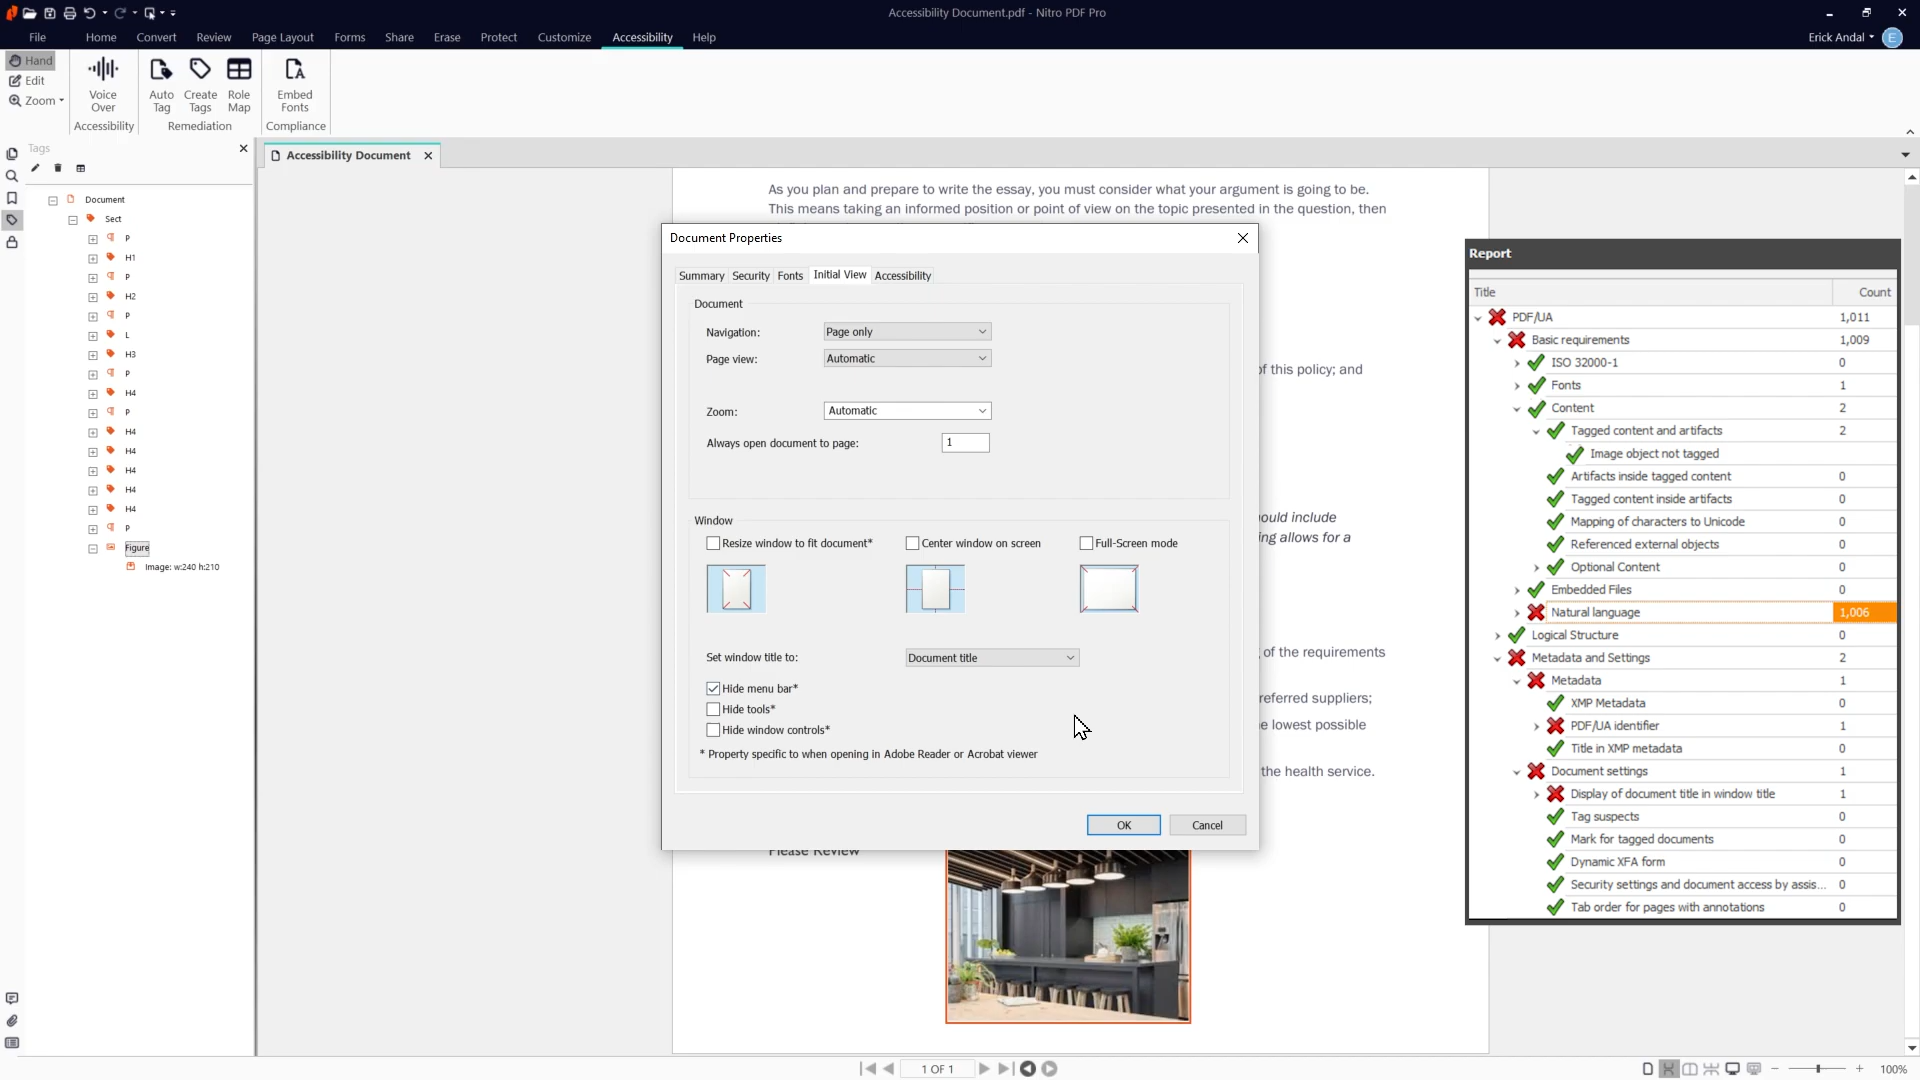 Accessibility Document.pdf - Nitro PDF Pro
File
Home
Convert
Review
Page Layout
Forms
Share
Erase
Protect
Customize
Accessibility
Help
Erick Andal
E
Hand
Edit
Zoom
Voice
Over
Accessibility
Auto
Tag
Create
Tags
Role
Map
Remediation
Embed
Fonts
Compliance
Tags
Document
Sect
P
H1
P
H2
P
L
H3
P
H4
P
H4
H4
H4
H4
H4
P
Figure
Image: w:240 h:210
Accessibility Document
As you plan and prepare to write the essay, you must consider what your argument is going to be.
This means taking an informed position or point of view on the topic presented in the question, then
of this policy; and
ould include
ing allows for a
of the requirements
referred suppliers;
e lowest possible
the health service.
Please Review
Document Properties
Summary
Security
Fonts
Initial View
Accessibility
Document
Navigation:
Page only
Page view:
Automatic
Zoom:
Automatic
Always open document to page:
1
Window
Resize window to fit document*
Center window on screen
Full-Screen mode
Set window title to:
Document title
Hide menu bar*
Hide tools*
Hide window controls*
* Property specific to when opening in Adobe Reader or Acrobat viewer
OK
Cancel
Report
Title Count
PDF/UA 1,011
Basic requirements 1,009
ISO 32000-1 0
Fonts 1
Content 2
Tagged content and artifacts 2
Image object not tagged
Artifacts inside tagged content 0
Tagged content inside artifacts 0
Mapping of characters to Unicode 0
Referenced external objects 0
Optional Content 0
Embedded Files 0
Natural language 1,006
Logical Structure 0
Metadata and Settings 2
Metadata 1
XMP Metadata 0
PDF/UA identifier 1
Title in XMP metadata 0
Document settings 1
Display of document title in window title 1
Tag suspects 0
Mark for tagged documents 0
Dynamic XFA form 0
Security settings and document access by assis... 0
Tab order for pages with annotations 0
1 OF 1
100%